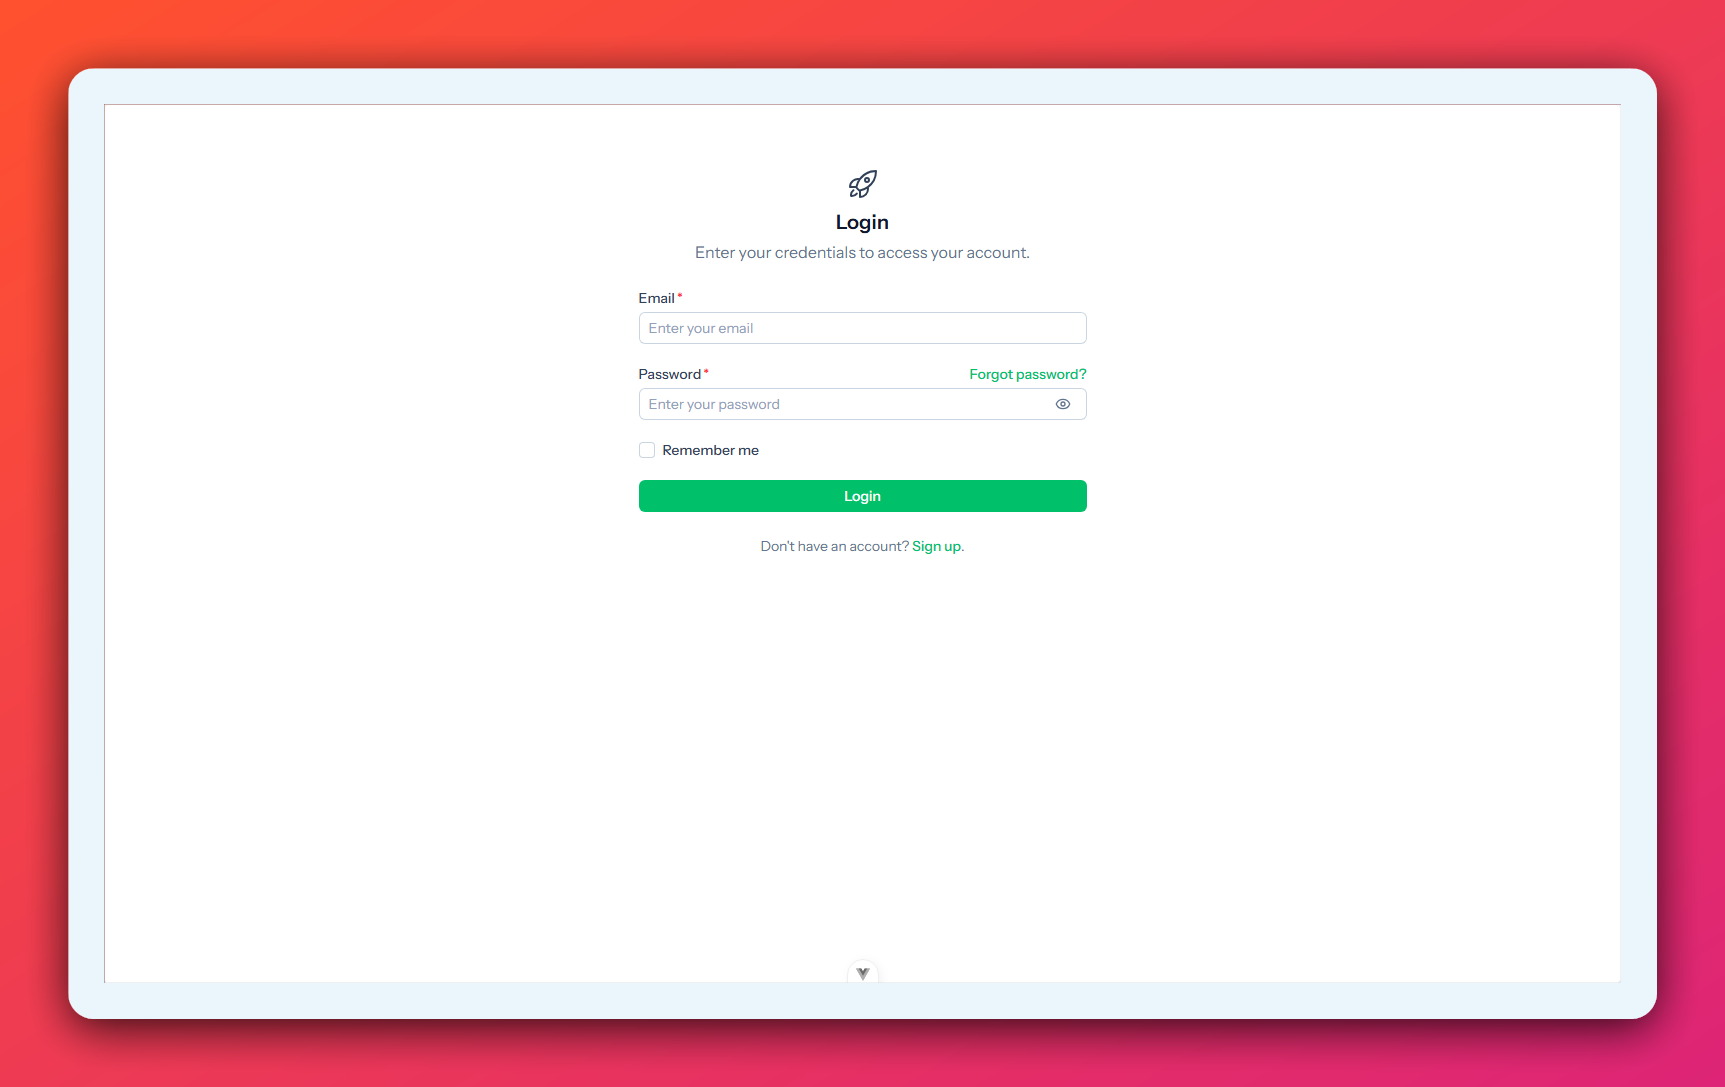 Login
Enter your credentials to access your account.
Email *
Enter your email
Password *
Forgot password?
Enter your password
Remember me
Login
Don't have an account? Sign up.